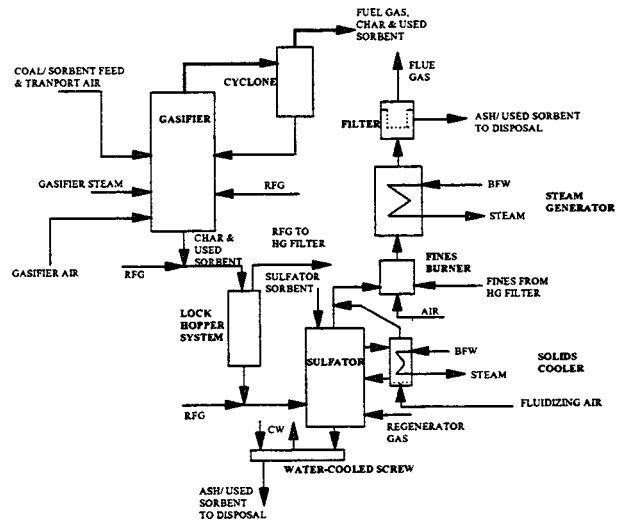 FUEL GAS,
CHAR & USED
SORBENT
COAL/ SORBENT FEED
& TRANPORT AIR
CYCLONE
GASIFIER
FLUE
GAS
FILTER
ASH/ USED SORBENT
TO DISPOSAL
GASIFIER STEAM
RFG
BFW
STEAM
STEAM
GENERATOR
GASIFIER AIR
CHAR &
USED
SORBENT
RFG
RFG TO
HG FILTER
SULFATOR
SORBENT
FINES
BURNER
FINES FROM
HG FILTER
AIR
LOCK
HOPPER
SYSTEM
SULFATOR
BFW
STEAM
SOLIDS
COOLER
FLUIDIZING AIR
RFG
REGENERATOR
GAS
CW
WATER-COOLED SCREW
ASH/ USED
SORBENT
TO DISPOSAL